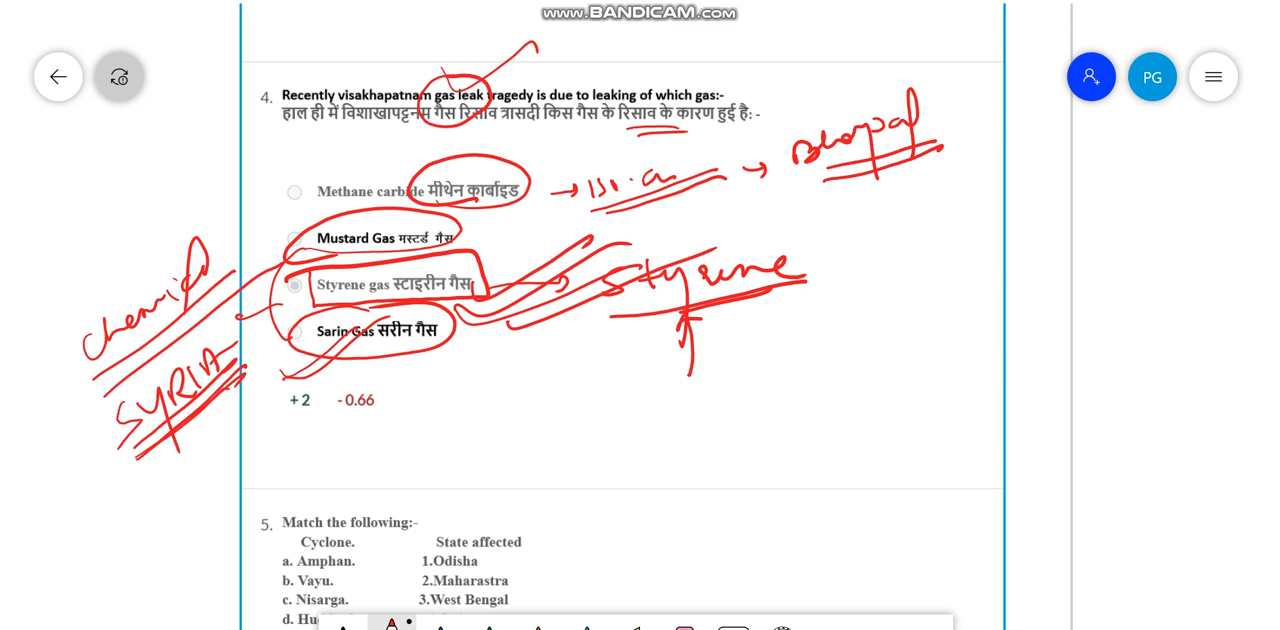 www.BANDICAM.com
PG
4. Recently visakhapatnam gas leak tragedy is due to leaking of which gas:-
हाल ही में विशाखापट्टनम गैस रिसाव त्रासदी किस गैस के रिसाव के कारण हुई है: -
Bhopal
Methane carbide मीथेन कार्बाइड
Mustard Gas मस्टर्ड गैस
Styrene gas स्टाइरीन गैस
Styrene
Chemical
Sarin Gas सरीन गैस
SYRIA
+ 2 - 0.66
5. Match the following:-
Cyclone. State affected
a. Amphan. 1.Odisha
b. Vayu. 2.Maharastra
c. Nisarga. 3.West Bengal